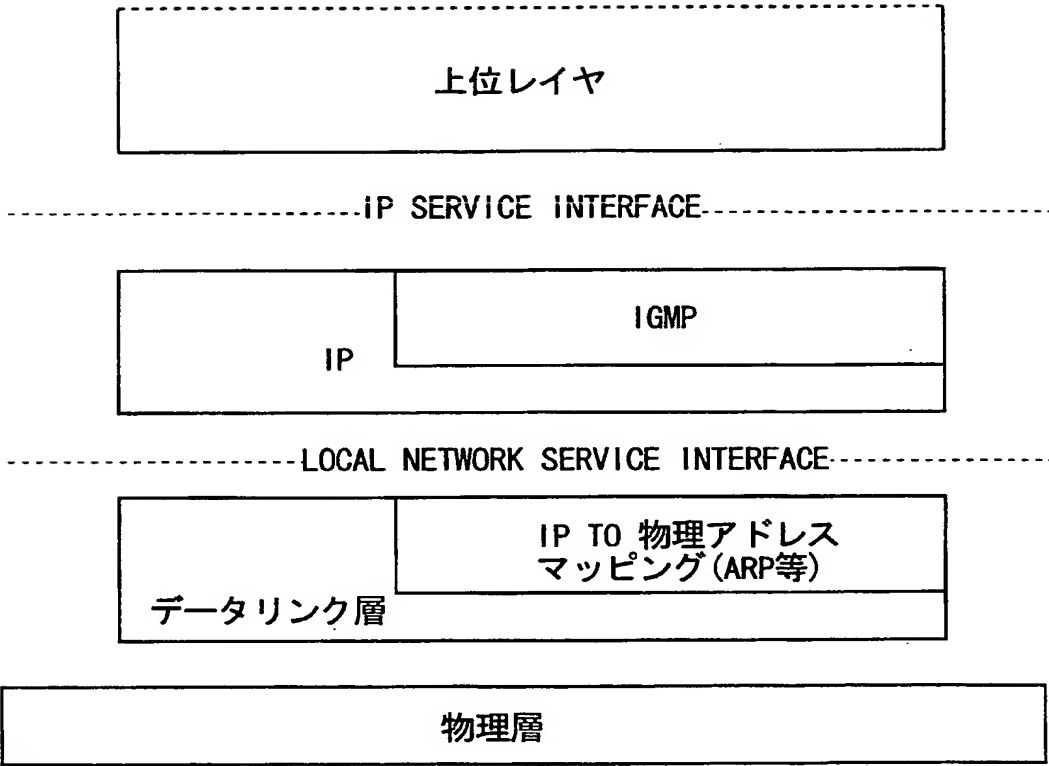 上位レイヤ
IP SERVICE INTERFACE
IGMP
IP
LOCAL NETWORK SERVICE INTERFACE
IP TO 物理アドレス
マッピング(ARP等)
データリンク層
物理層